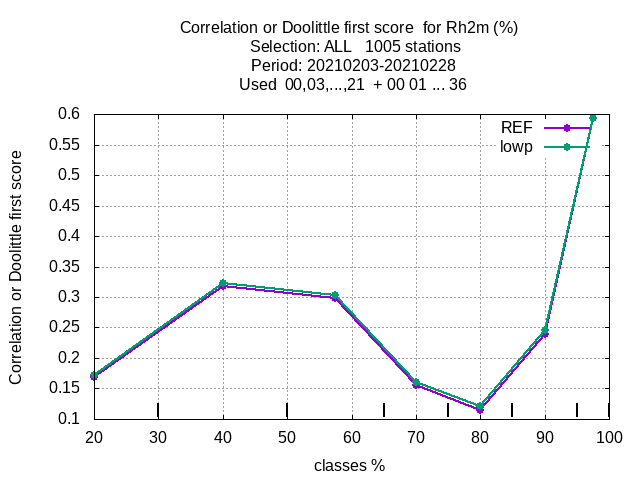 Correlation or Doolittle first score  for Rh2m (%)
Selection: ALL   1005 stations
Period: 20210203-20210228
Used  00,03,...,21  + 00 01 ... 36
REF
lowp
Correlation or Doolittle first score
0.6
0.55
0.5
0.45
0.4
0.35
0.3
0.25
0.2
0.15
0.1
20 30 40 50 60 70 80 90 100
classes %